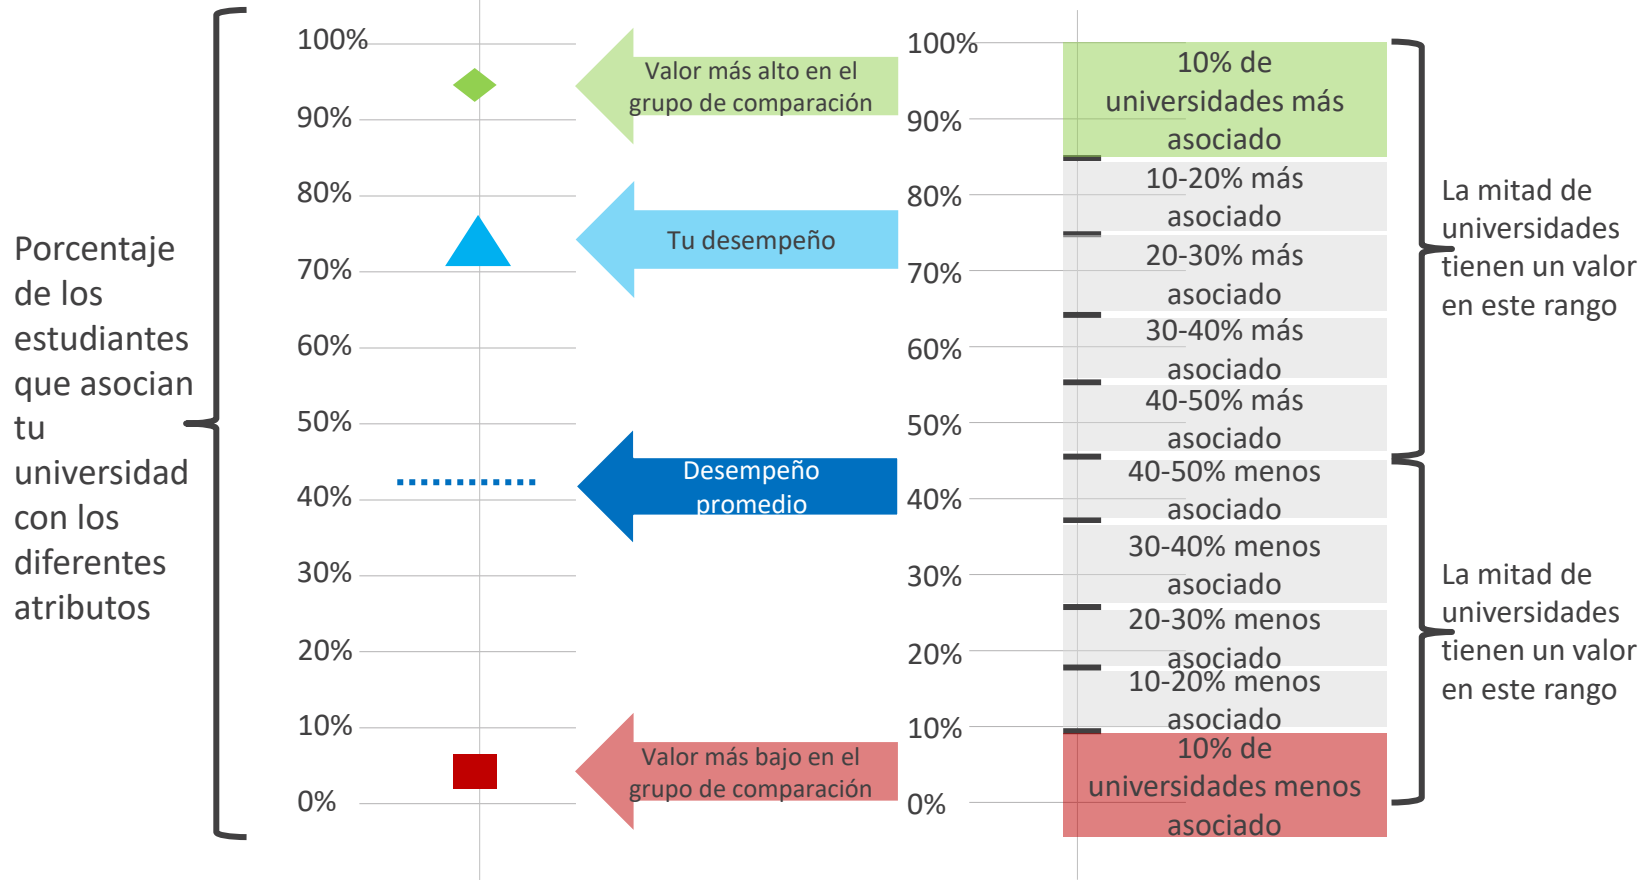 Porcentaje
de los
estudiantes
que asocian
tu
universidad
con los
diferentes
atributos
100%
90%
80%
70%
60%
50%
40%
30%
20%
10%
0%
Valor más alto en el
grupo de comparación
Tu desempeño
Desempeño
promedio
Valor más bajo en el
grupo de comparación
100%
90%
80%
70%
60%
50%
40%
30%
20%
10%
0%
10% de
universidades más
asociado
10-20% más
asociado
20-30% más
asociado
30-40% más
asociado
40-50% más
asociado
40-50% menos
asociado
30-40% menos
asociado
20-30% menos
asociado
10-20% menos
asociado
10% de
universidades menos
asociado
La mitad de
universidades
tienen un valor
en este rango
La mitad de
universidades
tienen un valor
en este rango